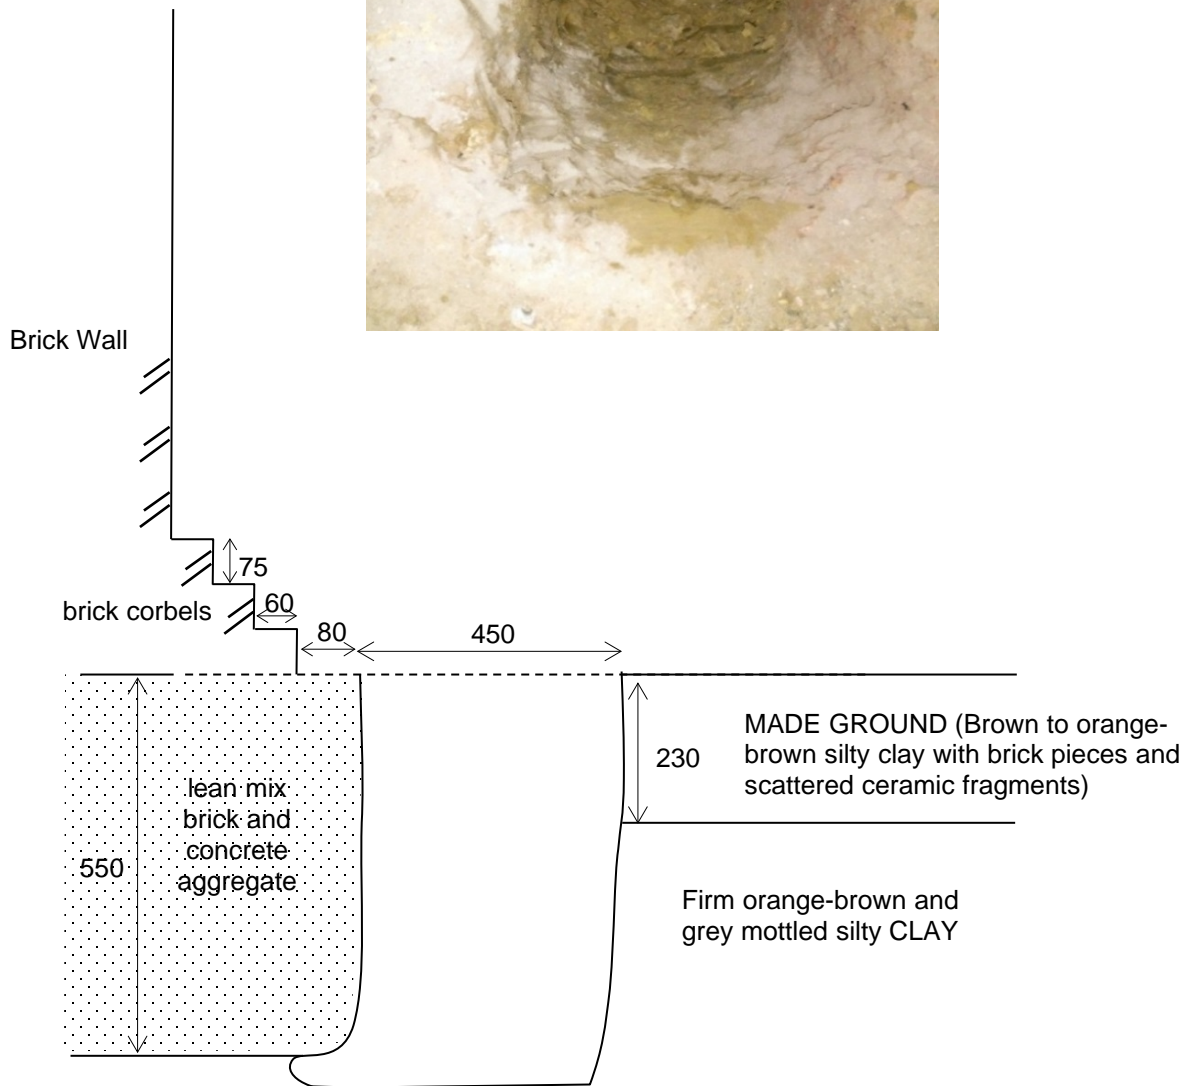 Brick Wall
75
brick corbels
60
80
450
MADE GROUND (Brown to orange-
brown silty clay with brick pieces and
scattered ceramic fragments)
230
lean mix
brick and
concrete
aggregate
550
Firm orange-brown and
grey mottled silty CLAY